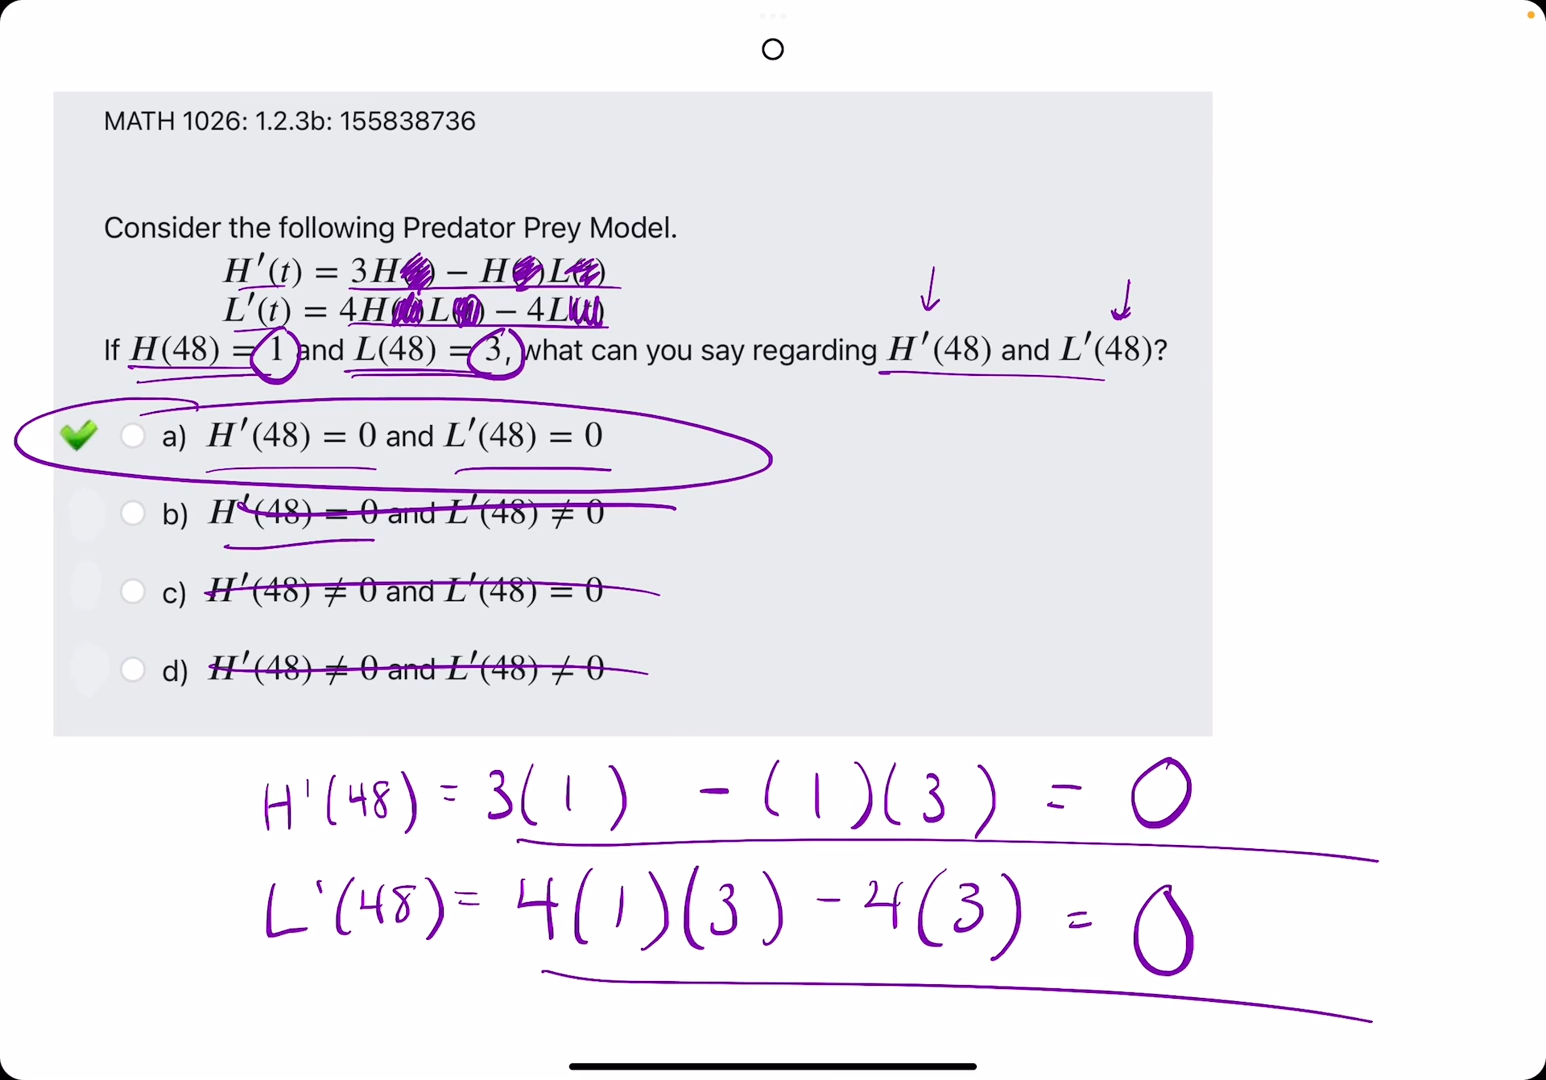 MATH 1026: 1.2.3b: 155838736
Consider the following Predator Prey Model.
H′(t) = 3H( ) − H( )L( )
L′(t) = 4H( )L( ) − 4L( )
If H(48) = 1 and L(48) = 3, what can you say regarding H′(48) and L′(48)?
a) H′(48) = 0 and L′(48) = 0
b) H′(48) = 0 and L′(48) ≠ 0
c) H′(48) ≠ 0 and L′(48) = 0
d) H′(48) ≠ 0 and L′(48) ≠ 0
H'(48) = 3(1) - (1)(3) = 0
L'(48) = 4(1)(3) - 4(3) = 0